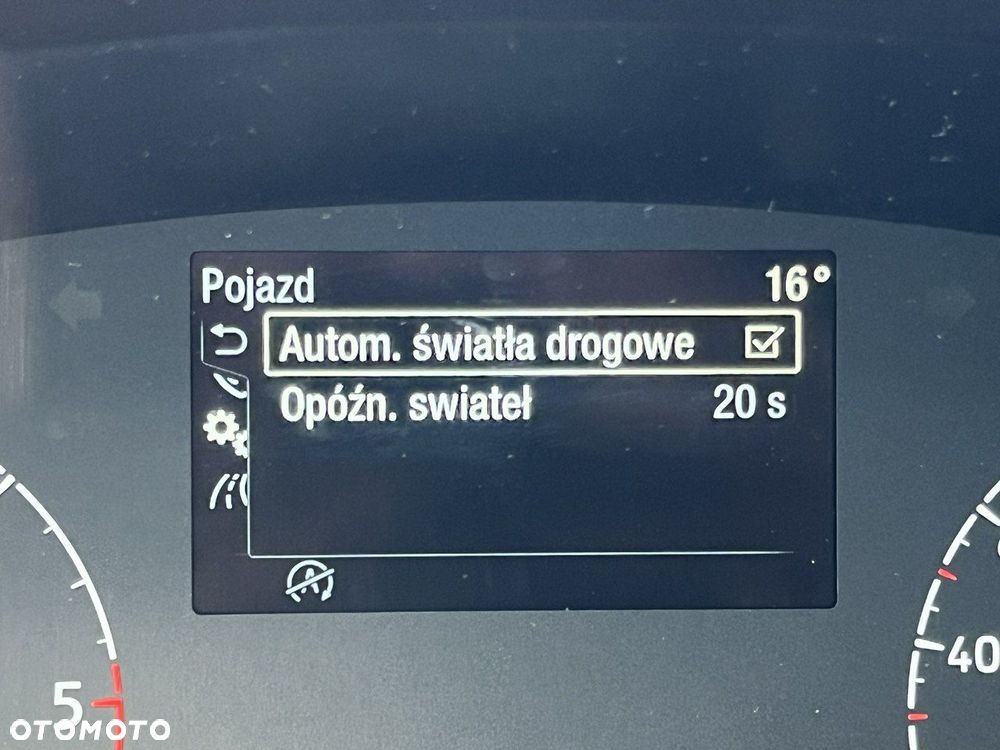 Pojazd 16°
Autom. światła drogowe
Opóźn. swiateł 20 s
A
5
40
OTOMOTO